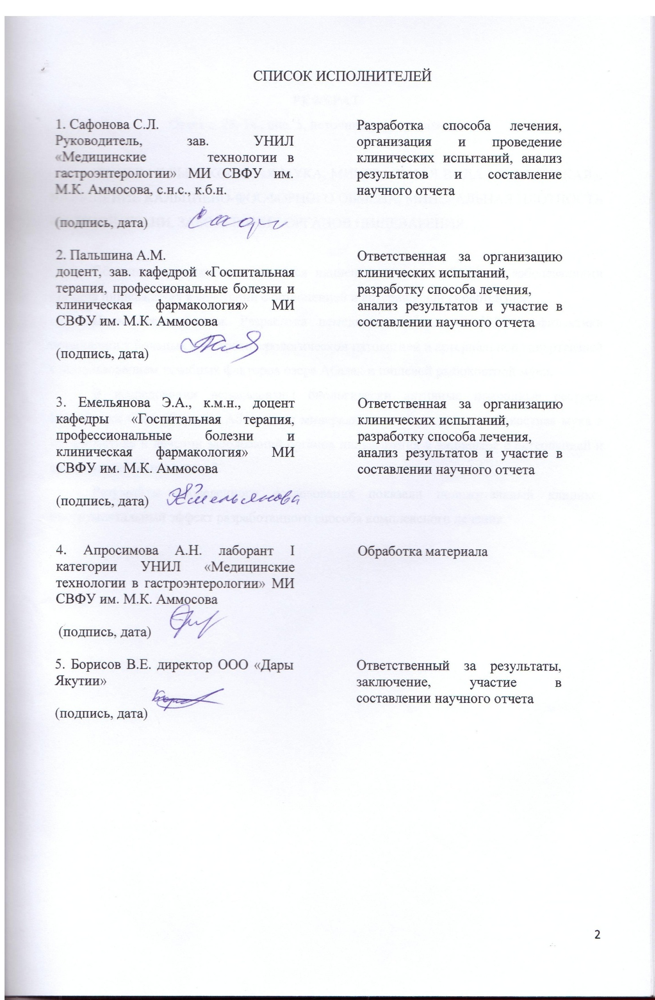 СПИСОК ИСПОЛНИТЕЛЕЙ
1. Сафонова С.Л.
Руководитель, зав. УНИЛ
«Медицинские технологии в
гастроэнтерологии» МИ СВФУ им.
М.К. Аммосова, с.н.с., к.б.н.
(подпись, дата)
Разработка способа лечения,
организация и проведение
клинических испытаний, анализ
результатов и составление
научного отчета
2. Пальшина А.М.
доцент, зав. кафедрой «Госпитальная
терапия, профессиональные болезни и
клиническая фармакология» МИ
СВФУ им. М.К. Аммосова
(подпись, дата)
Ответственная за организацию
клинических испытаний,
разработку способа лечения,
анализ результатов и участие в
составлении научного отчета
3. Емельянова Э.А., к.м.н., доцент
кафедры «Госпитальная терапия,
профессиональные болезни и
клиническая фармакология» МИ
СВФУ им. М.К. Аммосова
(подпись, дата) Емельянова
Ответственная за организацию
клинических испытаний,
разработку способа лечения,
анализ результатов и участие в
составлении научного отчета
4. Апросимова А.Н. лаборант I
категории УНИЛ «Медицинские
технологии в гастроэнтерологии» МИ
СВФУ им. М.К. Аммосова
(подпись, дата)
Обработка материала
5. Борисов В.Е. директор ООО «Дары
Якутии»
(подпись, дата)
Ответственный за результаты,
заключение, участие в
составлении научного отчета
2